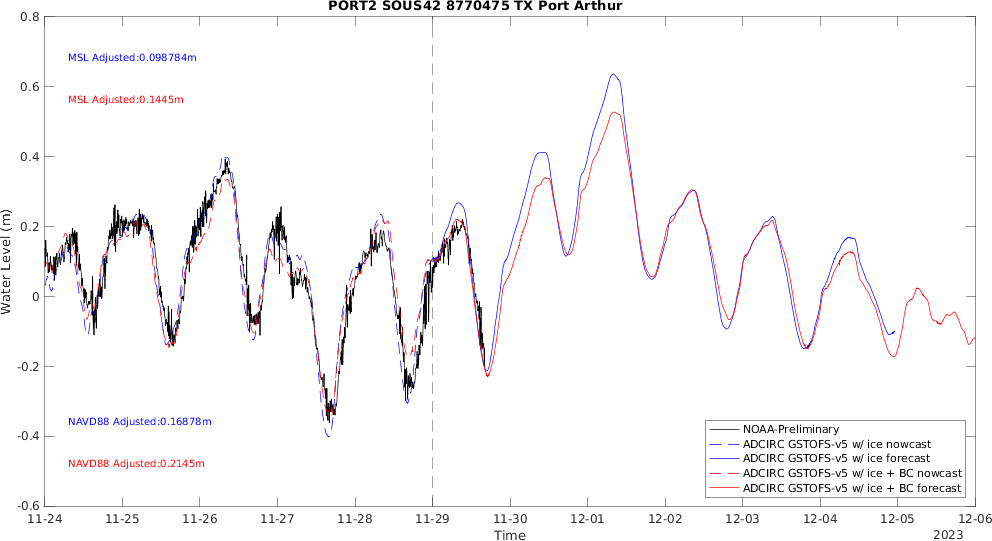 PORT2 SOUS42 8770475 TX Port Arthur
0.8
0.6
0.4
0.2
0
-0.2
-0.4
-0.6
Water Level (m)
MSL Adjusted:0.098784m
MSL Adjusted:0.1445m
NAVD88 Adjusted:0.16878m
NAVD88 Adjusted:0.2145m
NOAA-Preliminary
ADCIRC GSTOFS-v5 w/ ice nowcast
ADCIRC GSTOFS-v5 w/ ice forecast
ADCIRC GSTOFS-v5 w/ ice + BC nowcast
ADCIRC GSTOFS-v5 w/ ice + BC forecast
11-24 11-25 11-26 11-27 11-28 11-29 11-30 12-01 12-02 12-03 12-04 12-05 12-06
Time
2023